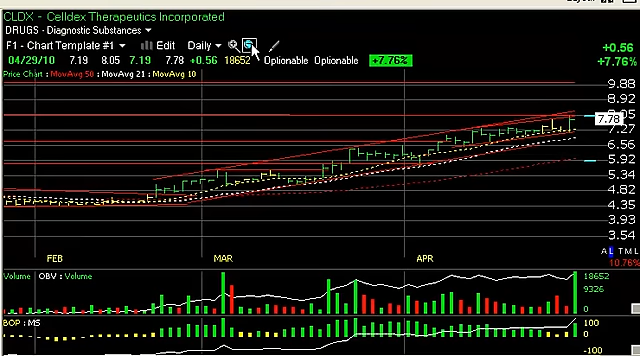 CLDX - Celldex Therapeutics Incorporated
DRUGS - Diagnostic Substances
F1 - Chart Template #1 Edit Daily
+0.56
04/29/10 7.19 8.05 7.19 7.78 +0.56 18652 Optionable Optionable +7.76%
+7.76%
Price Chart : MovAvg 50 : MovAvg 21 : MovAvg 10
9.88
8.92
8.05
7.78
7.27
6.56
5.92
5.34
4.82
4.35
3.93
3.54
FEB MAR APR
A L T M L
10.76%
Volume OBV : Volume
18652
9326
BOP : MS
100
0